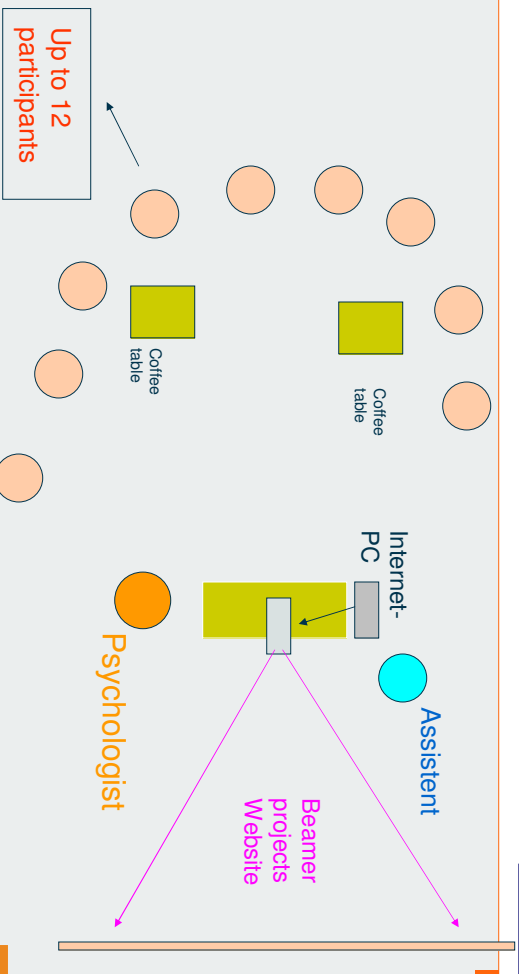 Assistent
Internet-
PC
Coffee
table
Beamer
projects
Website
Coffee
table
Psychologist
Up to 12
participants